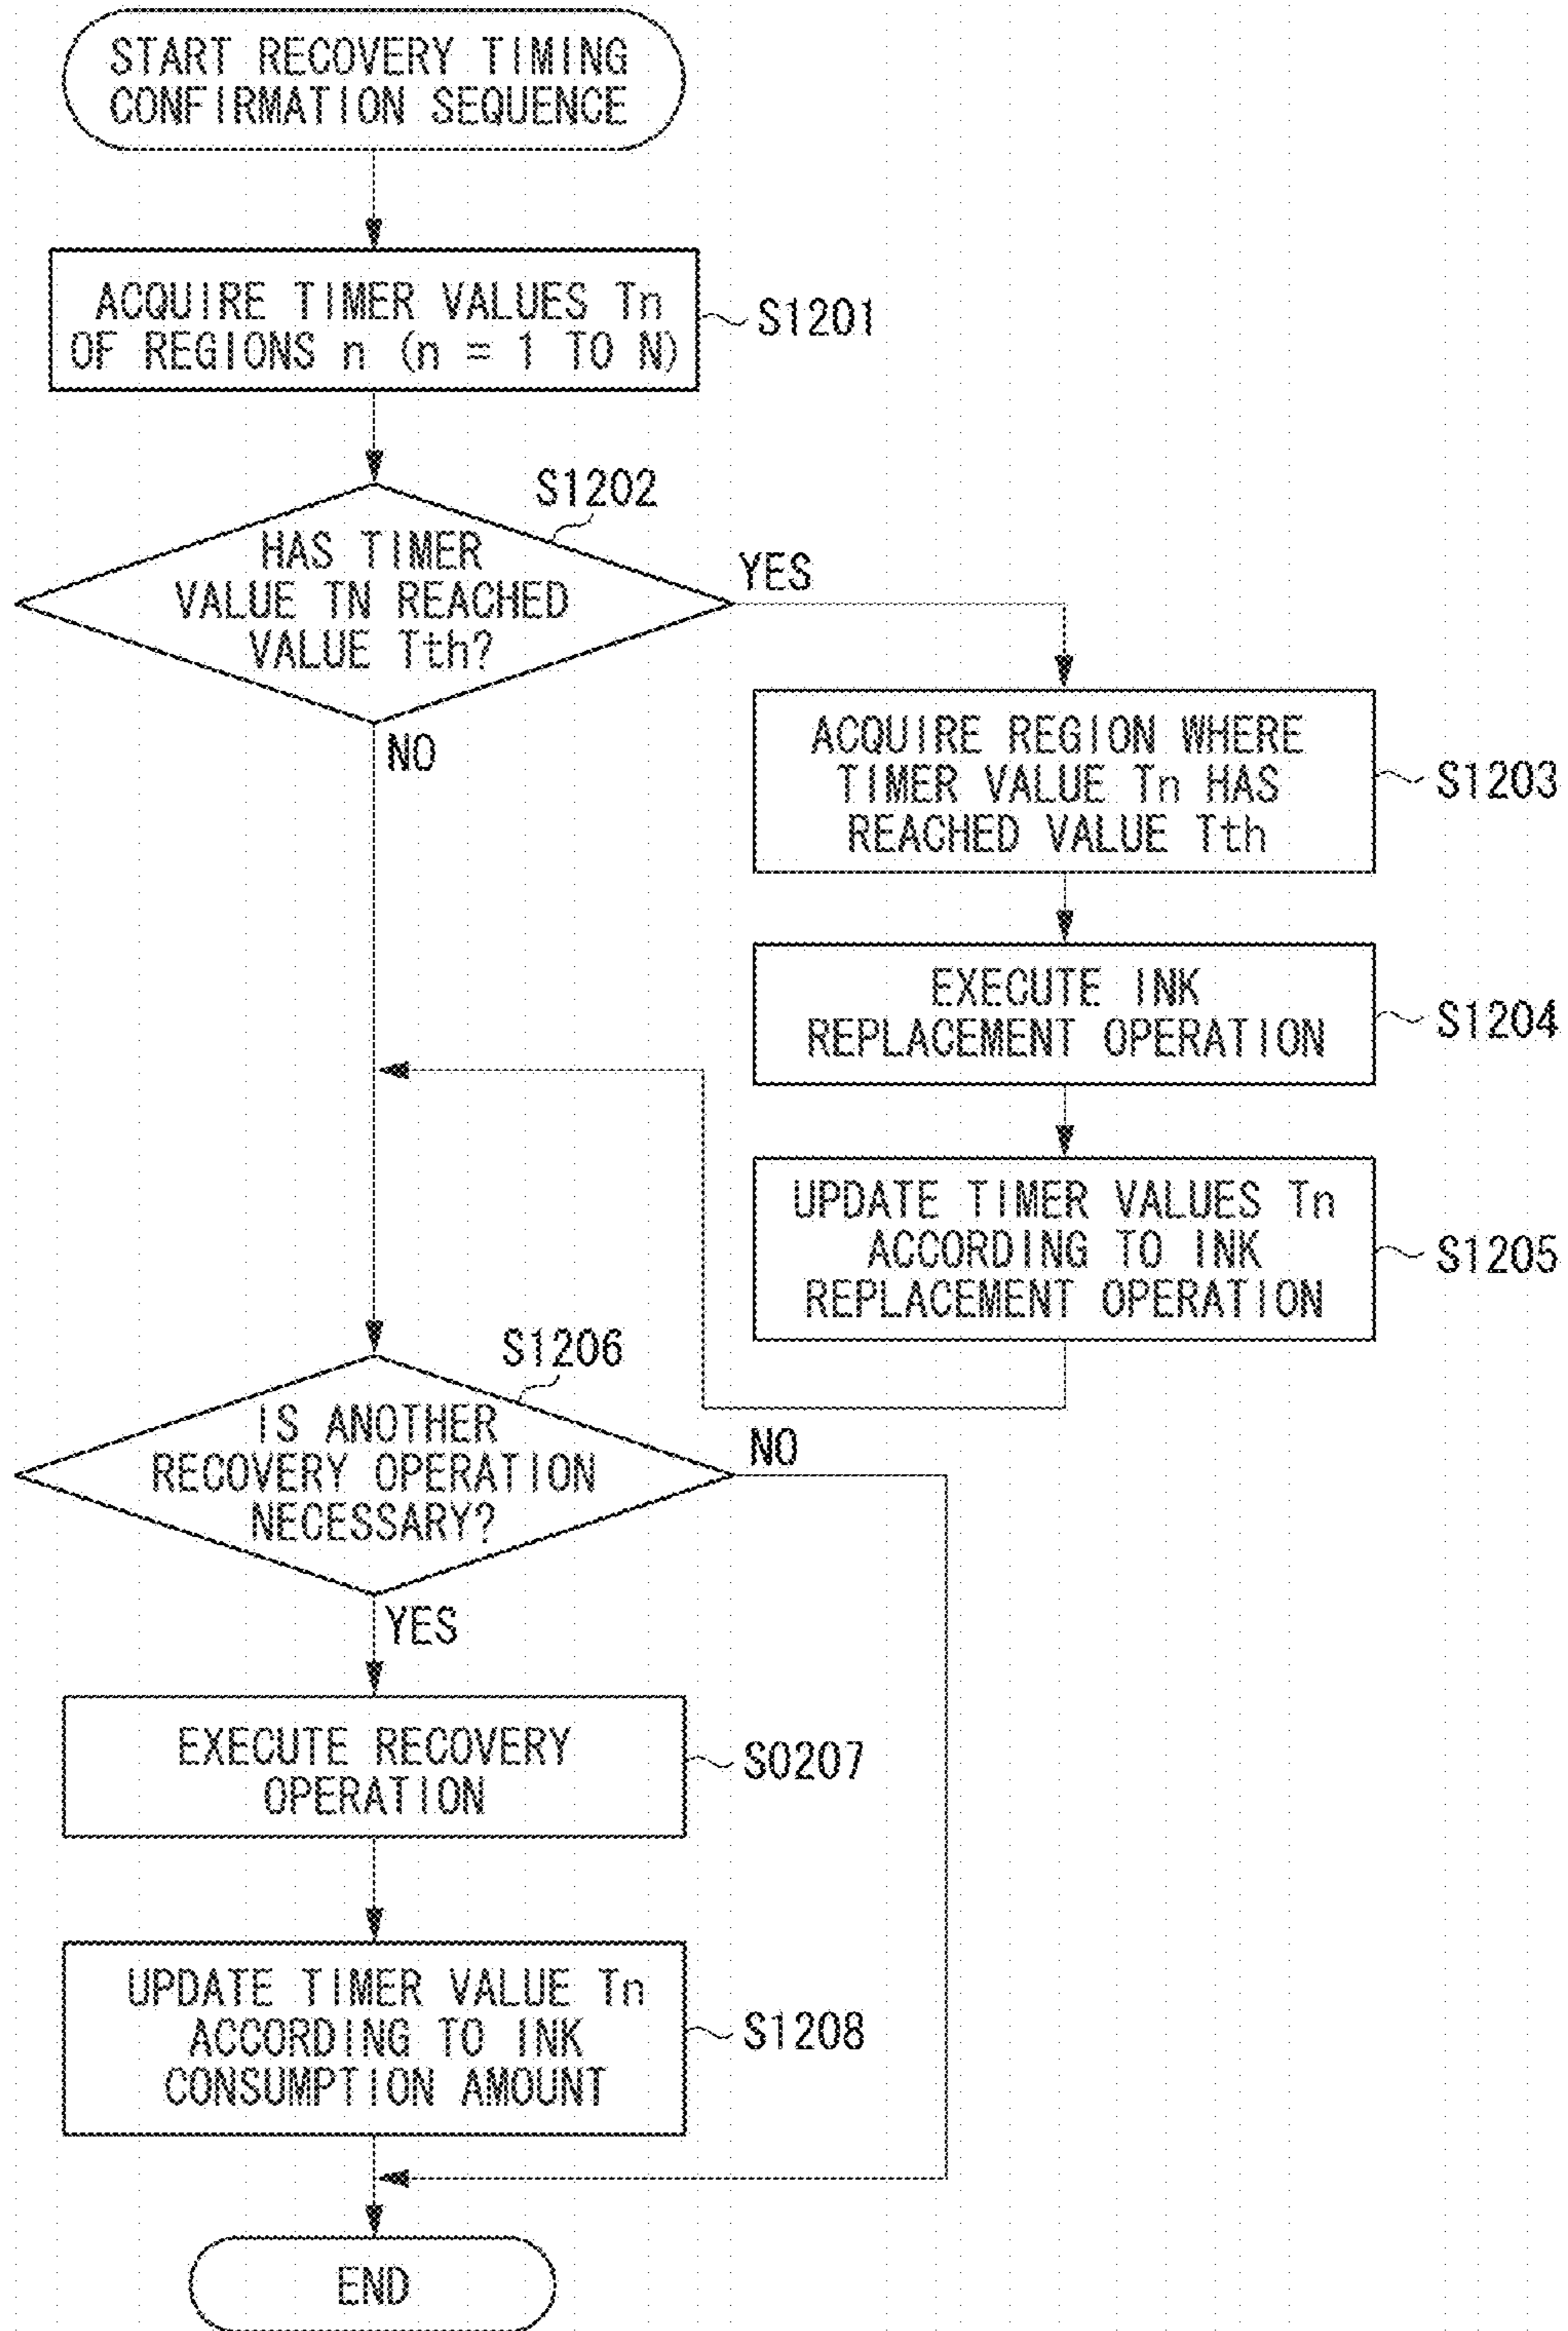 START RECOVERY TIMING
CONFIRMATION SEQUENCE
ACQUIRE TIMER VALUES Tn
OF REGIONS n (n = 1 TO N)
S1201
S1202
HAS TIMER
VALUE TN REACHED
VALUE Tth?
YES
NO
ACQUIRE REGION WHERE
TIMER VALUE Tn HAS
REACHED VALUE Tth
S1203
EXECUTE INK
REPLACEMENT OPERATION
S1204
UPDATE TIMER VALUES Tn
ACCORDING TO INK
REPLACEMENT OPERATION
S1205
S1206
IS ANOTHER
RECOVERY OPERATION
NECESSARY?
NO
YES
EXECUTE RECOVERY
OPERATION
S0207
UPDATE TIMER VALUE Tn
ACCORDING TO INK
CONSUMPTION AMOUNT
S1208
END